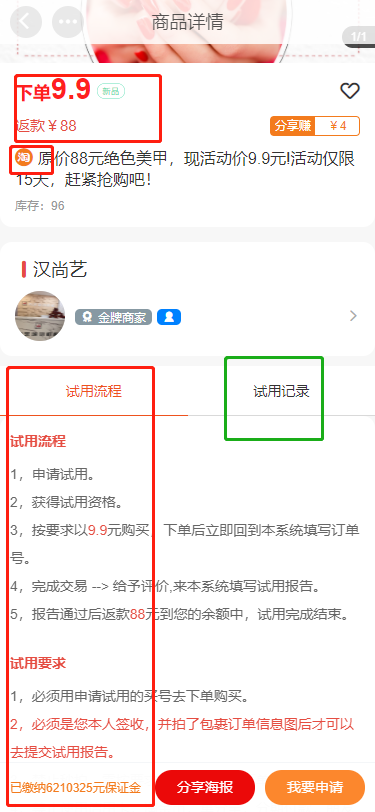 商品详情
1/1
下单9.9 新品
返款￥88
分享赚 ￥4
淘 原价88元绝色美甲，现活动价9.9元!活动仅限
15天，赶紧抢购吧！
库存：96
汉尚艺
金牌商家
试用流程 试用记录
试用流程
1，申请试用。
2，获得试用资格。
3，按要求以9.9元购买，下单后立即回到本系统填写订单
号。
4，完成交易 --> 给予评价,来本系统填写试用报告。
5，报告通过后返款88元到您的余额中，试用完成结束。
试用要求
1，必须用申请试用的买号去下单购买。
2，必须是您本人签收，并拍了包裹订单信息图后才可以
去提交试用报告。
已缴纳6210325元保证金 分享海报 我要申请